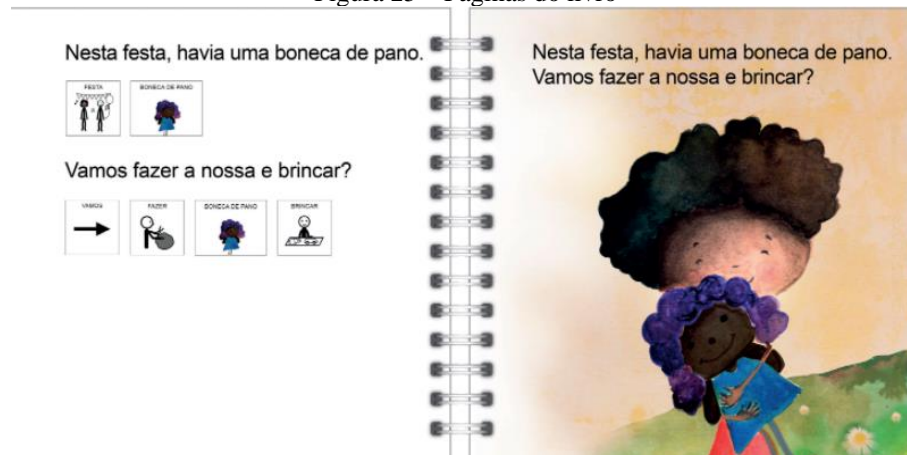 Nesta festa, havia uma boneca de pano.
FESTA BONECA DE PANO
Vamos fazer a nossa e brincar?
VAMOS FAZER BONECA DE PANO BRINCAR
Nesta festa, havia uma boneca de pano.
Vamos fazer a nossa e brincar?